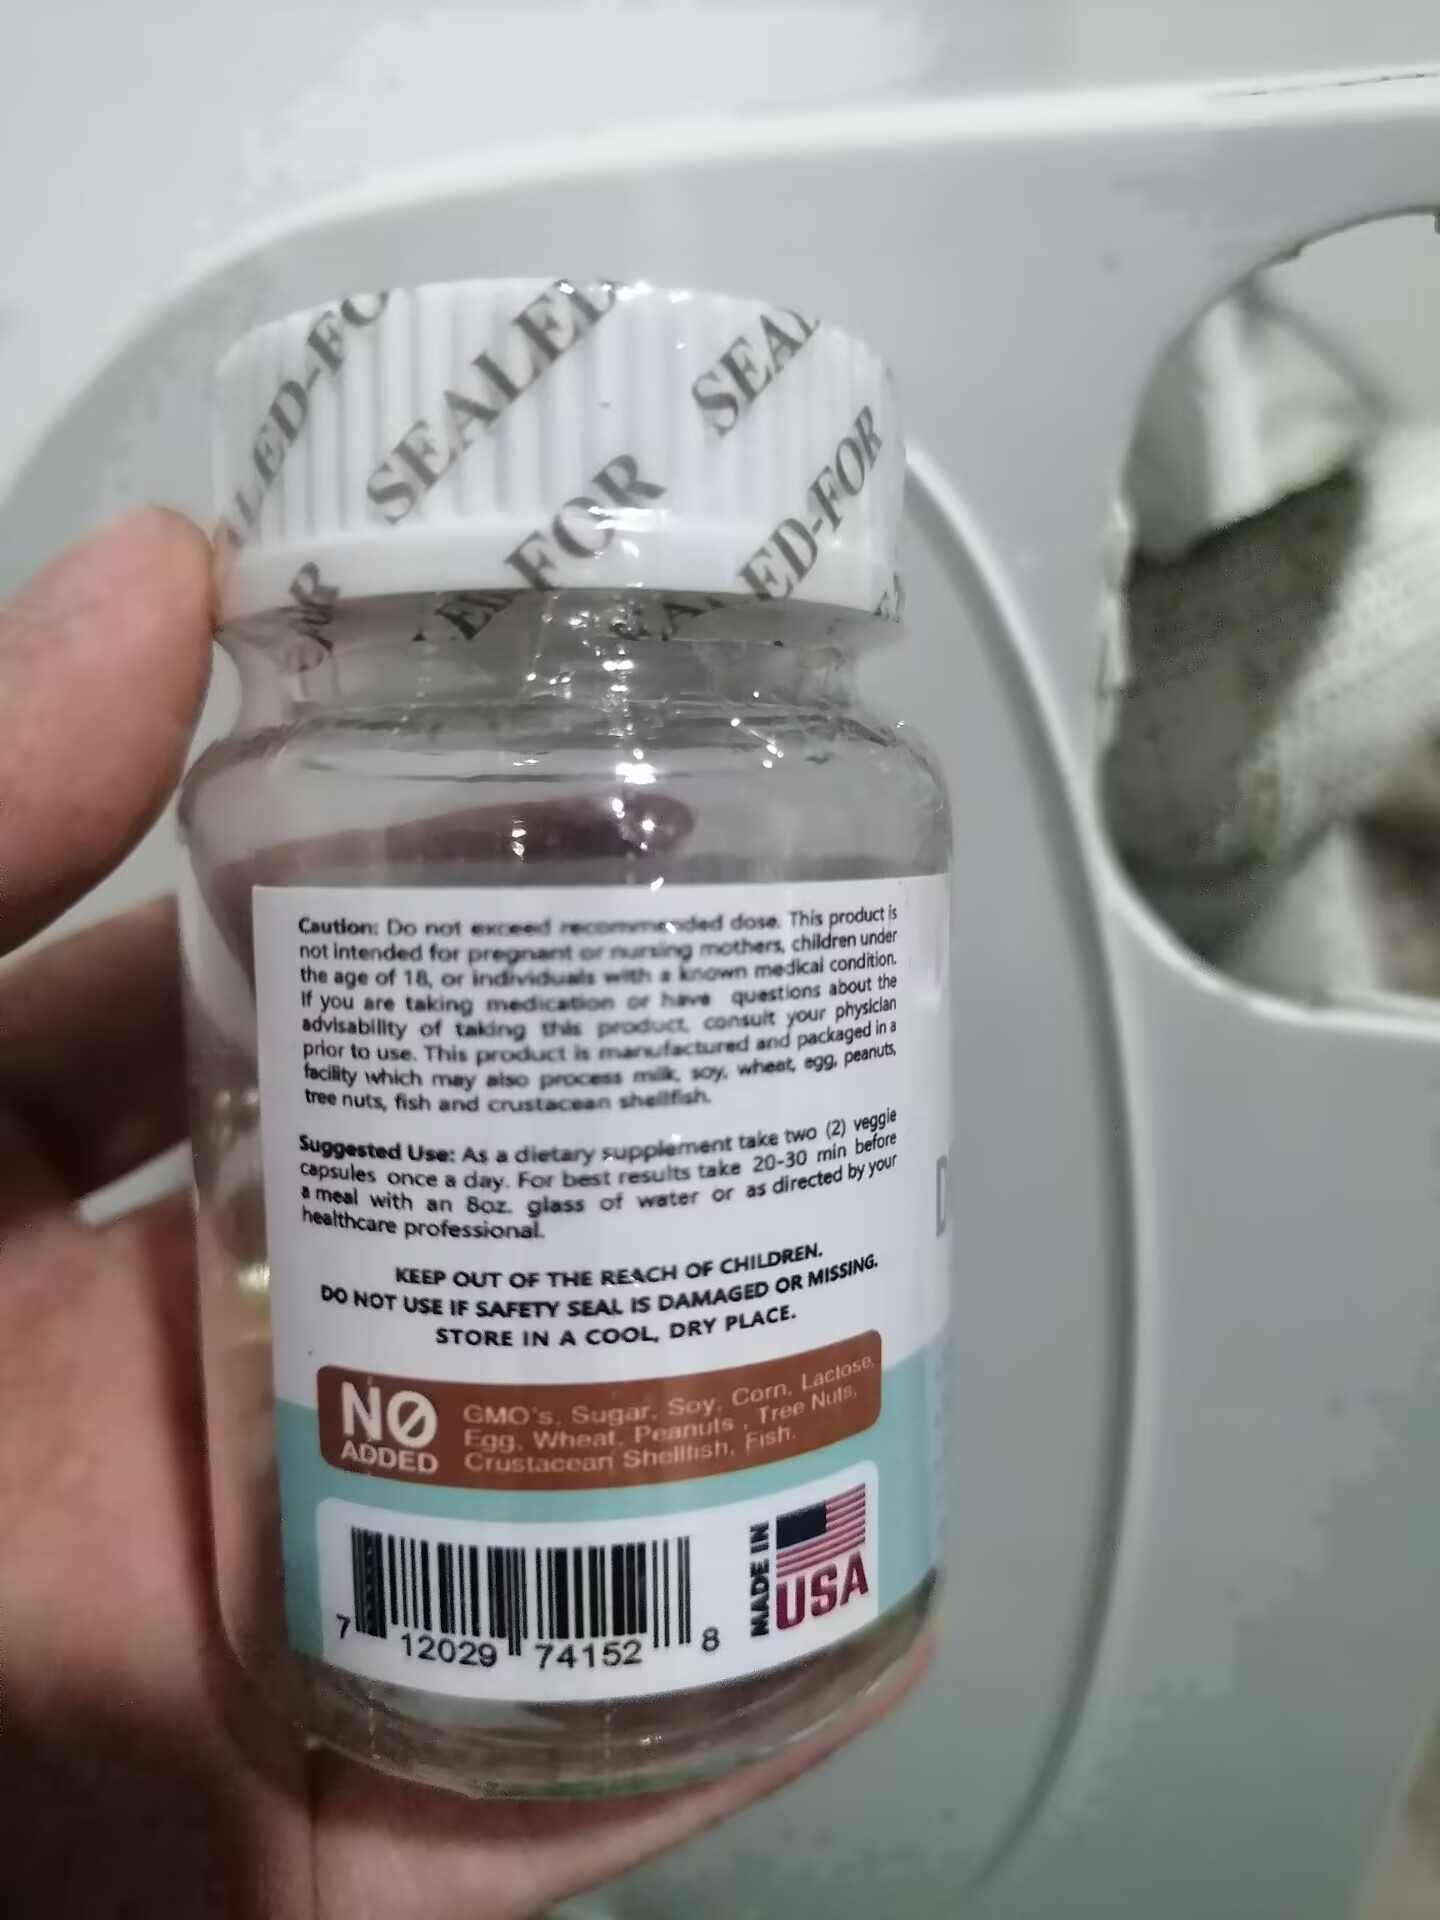 SEALED-FOR
SEALED
SEAL
SEALED-FOR
Caution: Do not exceed recommended dose. This product is
not intended for pregnant or nursing mothers, children under
the age of 18, or individuals with a known medical condition.
If you are taking medication or have questions about the
advisability of taking this product, consult your physician
prior to use. This product is manufactured and packaged in a
facility which may also process milk, soy, wheat, egg, peanuts,
tree nuts, fish and crustacean shellfish.
Suggested Use: As a dietary supplement take two (2) veggie
capsules once a day. For best results take 20-30 min before
a meal with an 8oz. glass of water or as directed by your
healthcare professional.
KEEP OUT OF THE REACH OF CHILDREN.
DO NOT USE IF SAFETY SEAL IS DAMAGED OR MISSING.
STORE IN A COOL, DRY PLACE.
NO ADDED
GMO's, Sugar, Soy, Corn, Lactose,
Egg, Wheat, Peanuts , Tree Nuts,
Crustacean Shellfish, Fish.
MADE IN USA
7 12029 74152 8